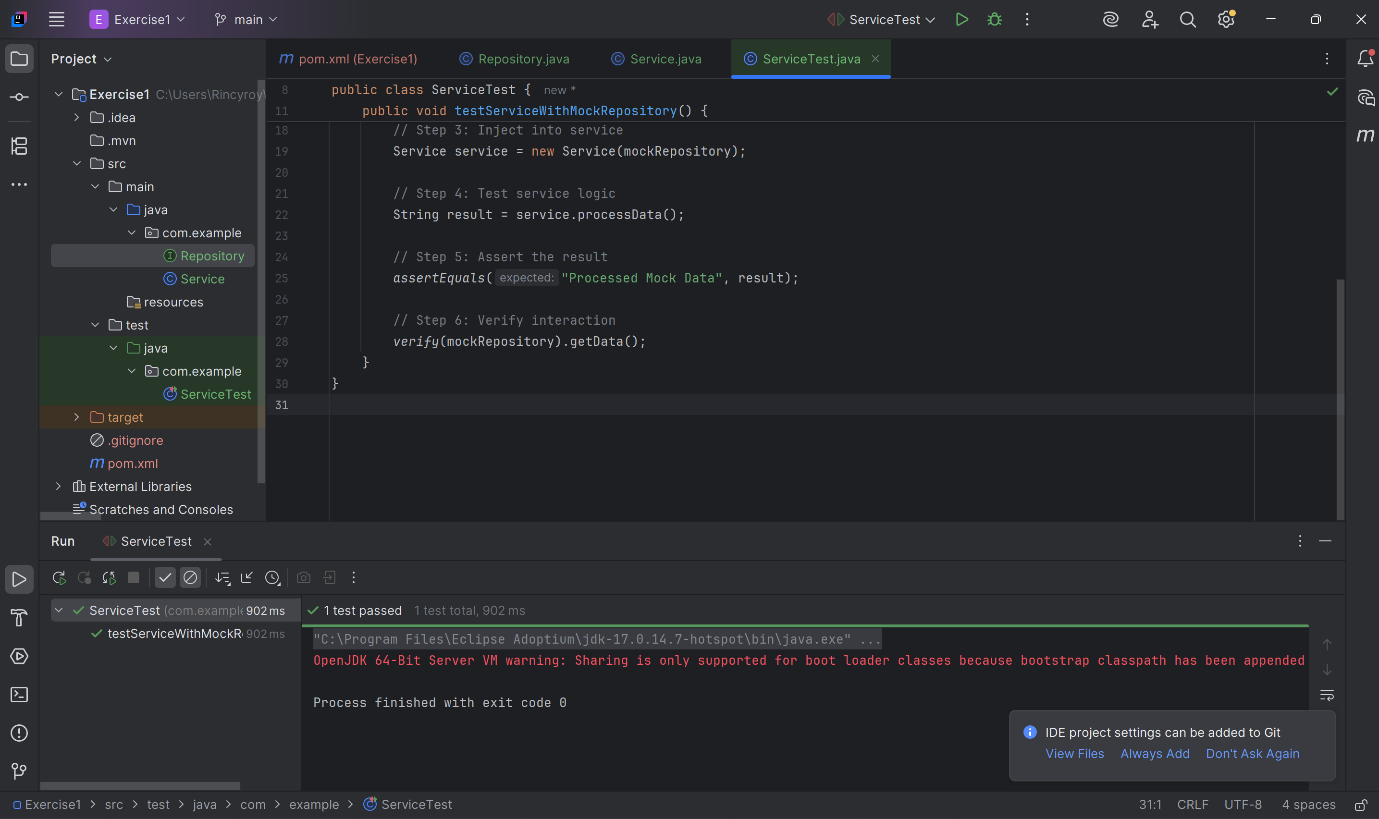 E Exercise1 main ServiceTest
Project
Exercise1 C:\Users\Rincyroy\
.idea
.mvn
src
main
java
com.example
Repository
Service
resources
test
java
com.example
ServiceTest
target
.gitignore
pom.xml
External Libraries
Scratches and Consoles
m pom.xml (Exercise1) Repository.java Service.java ServiceTest.java
8 public class ServiceTest { new *
11 public void testServiceWithMockRepository() {
18 // Step 3: Inject into service
19 Service service = new Service(mockRepository);
20
21 // Step 4: Test service logic
22 String result = service.processData();
23
24 // Step 5: Assert the result
25 assertEquals( expected: "Processed Mock Data", result);
26
27 // Step 6: Verify interaction
28 verify(mockRepository).getData();
29 }
30 }
31
Run ServiceTest
ServiceTest (com.example 902 ms
testServiceWithMockR 902 ms
1 test passed 1 test total, 902 ms
"C:\Program Files\Eclipse Adoptium\jdk-17.0.14.7-hotspot\bin\java.exe" ...
OpenJDK 64-Bit Server VM warning: Sharing is only supported for boot loader classes because bootstrap classpath has been appended
Process finished with exit code 0
IDE project settings can be added to Git
View Files Always Add Don't Ask Again
Exercise1 > src > test > java > com > example > ServiceTest
31:1 CRLF UTF-8 4 spaces